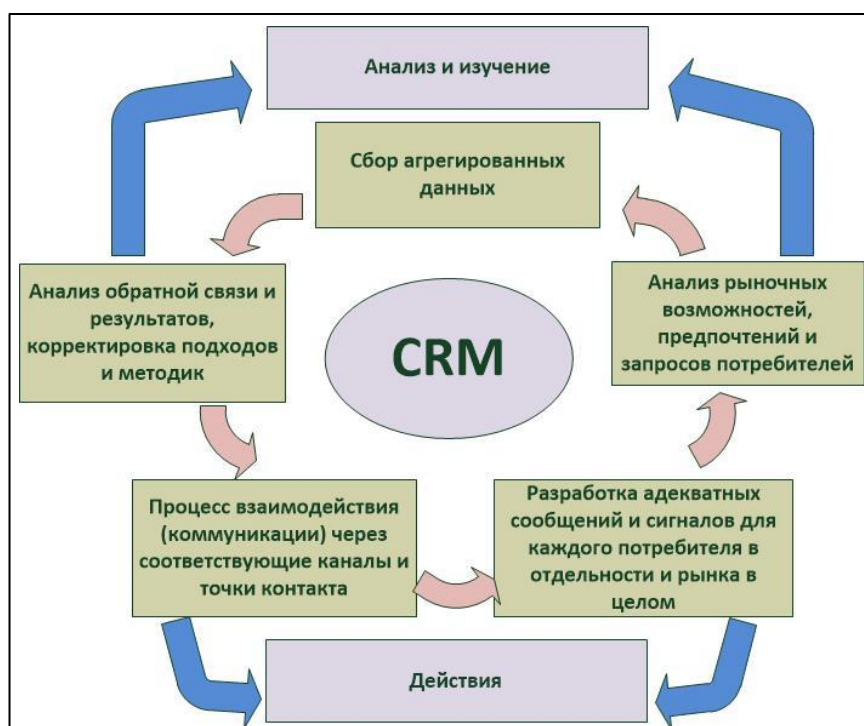 Анализ и изучение
Сбор агрегированных
данных
Анализ обратной связи и
результатов,
корректировка подходов
и методик
CRM
Анализ рыночных
возможностей,
предпочтений и
запросов потребителей
Процесс взаимодействия
(коммуникации) через
соответствующие каналы и
точки контакта
Разработка адекватных
сообщений и сигналов для
каждого потребителя в
отдельности и рынка в
целом
Действия